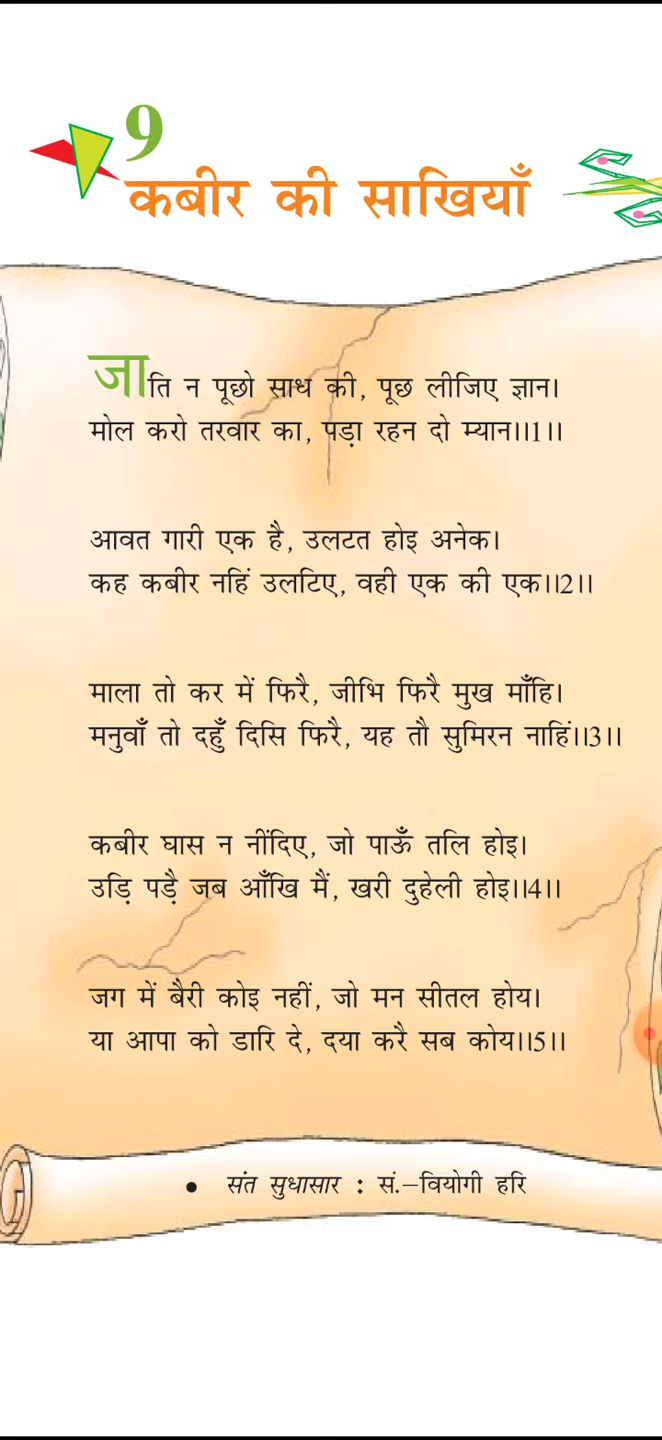 9
कबीर की साखियाँ
जाति न पूछो साध की, पूछ लीजिए ज्ञान।
मोल करो तरवार का, पड़ा रहन दो म्यान।।1।।
आवत गारी एक है, उलटत होइ अनेक।
कह कबीर नहिं उलटिए, वही एक की एक।।2।।
माला तो कर में फिरै, जीभि फिरै मुख माँहि।
मनुवाँ तो दहुँ दिसि फिरै, यह तौ सुमिरन नाहिं।।3।।
कबीर घास न नींदिए, जो पाऊँ तलि होइ।
उड़ि पड़ै जब आँखि मैं, खरी दुहेली होइ।।4।।
जग में बैरी कोइ नहीं, जो मन सीतल होय।
या आपा को डारि दे, दया करै सब कोय।।5।।
• संत सुधासार : सं.–वियोगी हरि